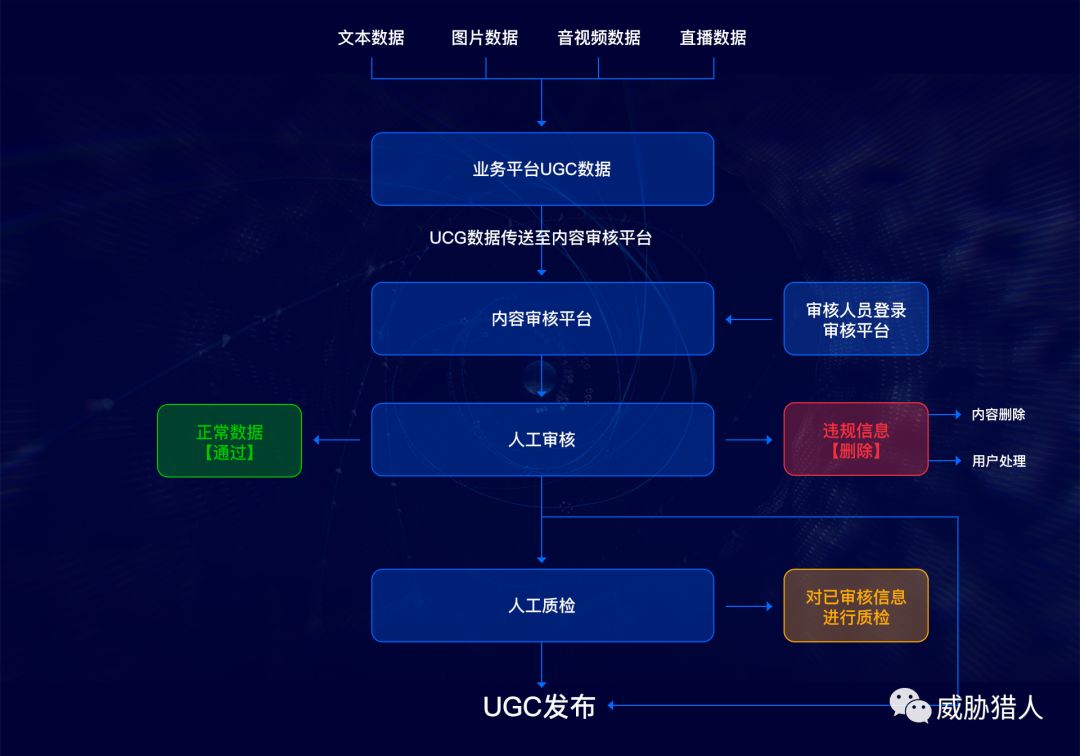 文本数据 图片数据 音视频数据 直播数据
业务平台UGC数据
UCG数据传送至内容审核平台
内容审核平台
审核人员登录
审核平台
正常数据
【通过】
人工审核
违规信息
【删除】
内容删除
用户处理
人工质检
对已审核信息
进行质检
UGC发布
威胁猎人